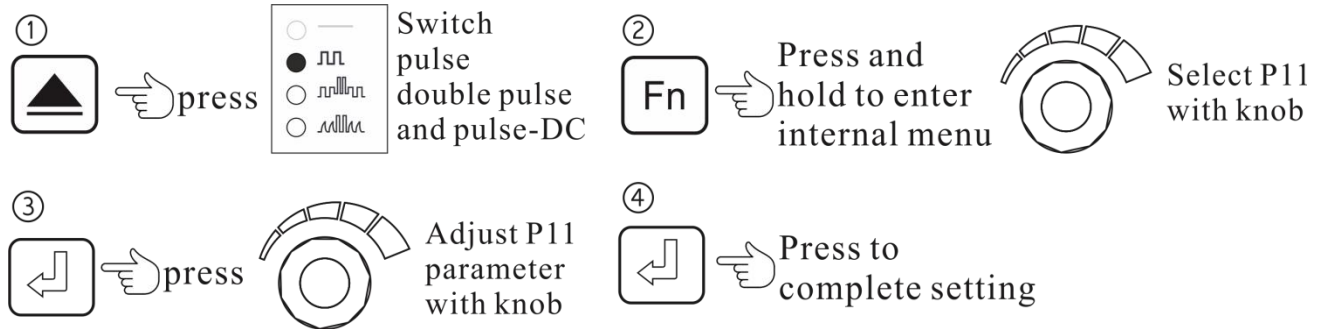 ①
press
Switch
pulse
double pulse
and pulse-DC
②
Fn
Press and
hold to enter
internal menu
Select P11
with knob
③
press
Adjust P11
parameter
with knob
④
Press to
complete setting